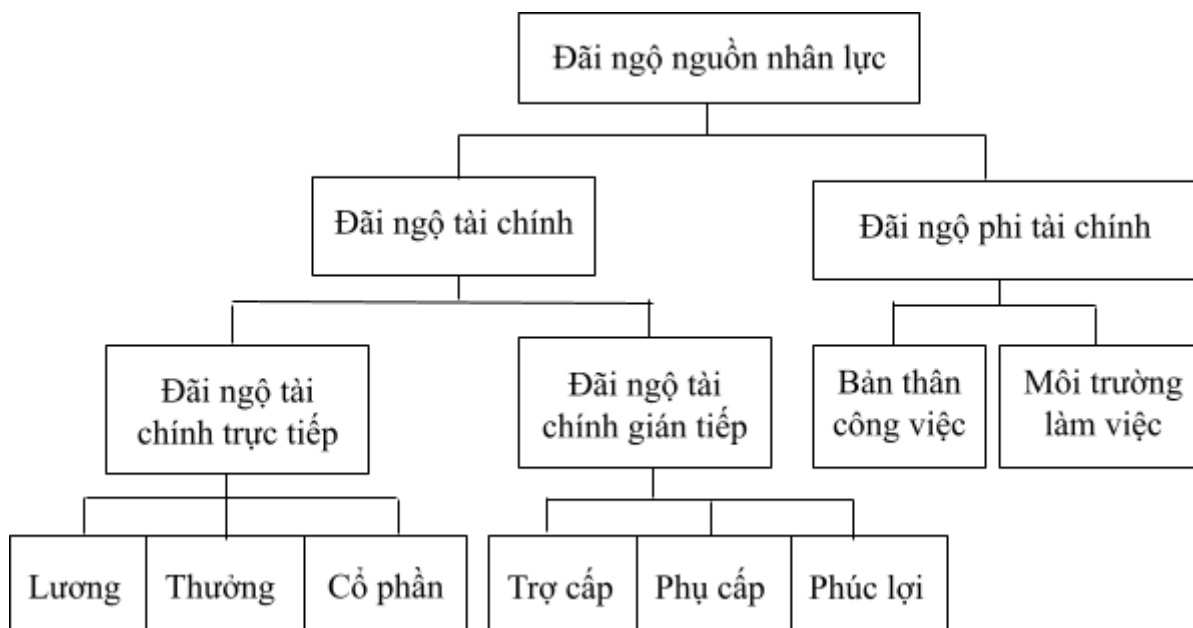 Đãi ngộ nguồn nhân lực
Đãi ngộ tài chính
Đãi ngộ phi tài chính
Đãi ngộ tài
chính trực tiếp
Đãi ngộ tài
chính gián tiếp
Bản thân
công việc
Môi trường
làm việc
Lương
Thưởng
Cổ phần
Trợ cấp
Phụ cấp
Phúc lợi